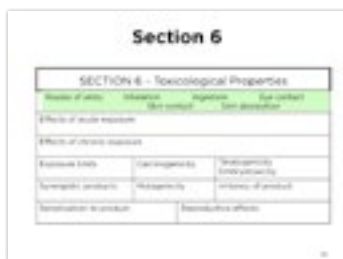 Section 6
SECTION 6 – Toxicological Properties
Routes of entry Inhalation Ingestion Eye contact
Skin contact Skin absorption
Effects of acute exposure
Effects of chronic exposure
Exposure limits Carcinogenicity Teratogenicity
Embryotoxicity
Synergistic products Mutagenicity Irritancy of product
Sensitization to product Reproductive effects